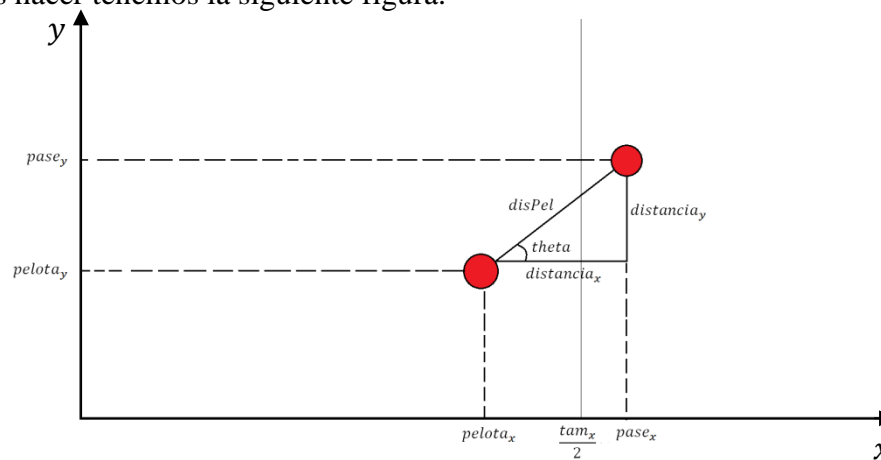 s hacer tenemos la siguiente figura.
y
pase_y
disPel
distancia_y
theta
pelota_y
distancia_x
pelota_x
tam_x/2
pase_x
x